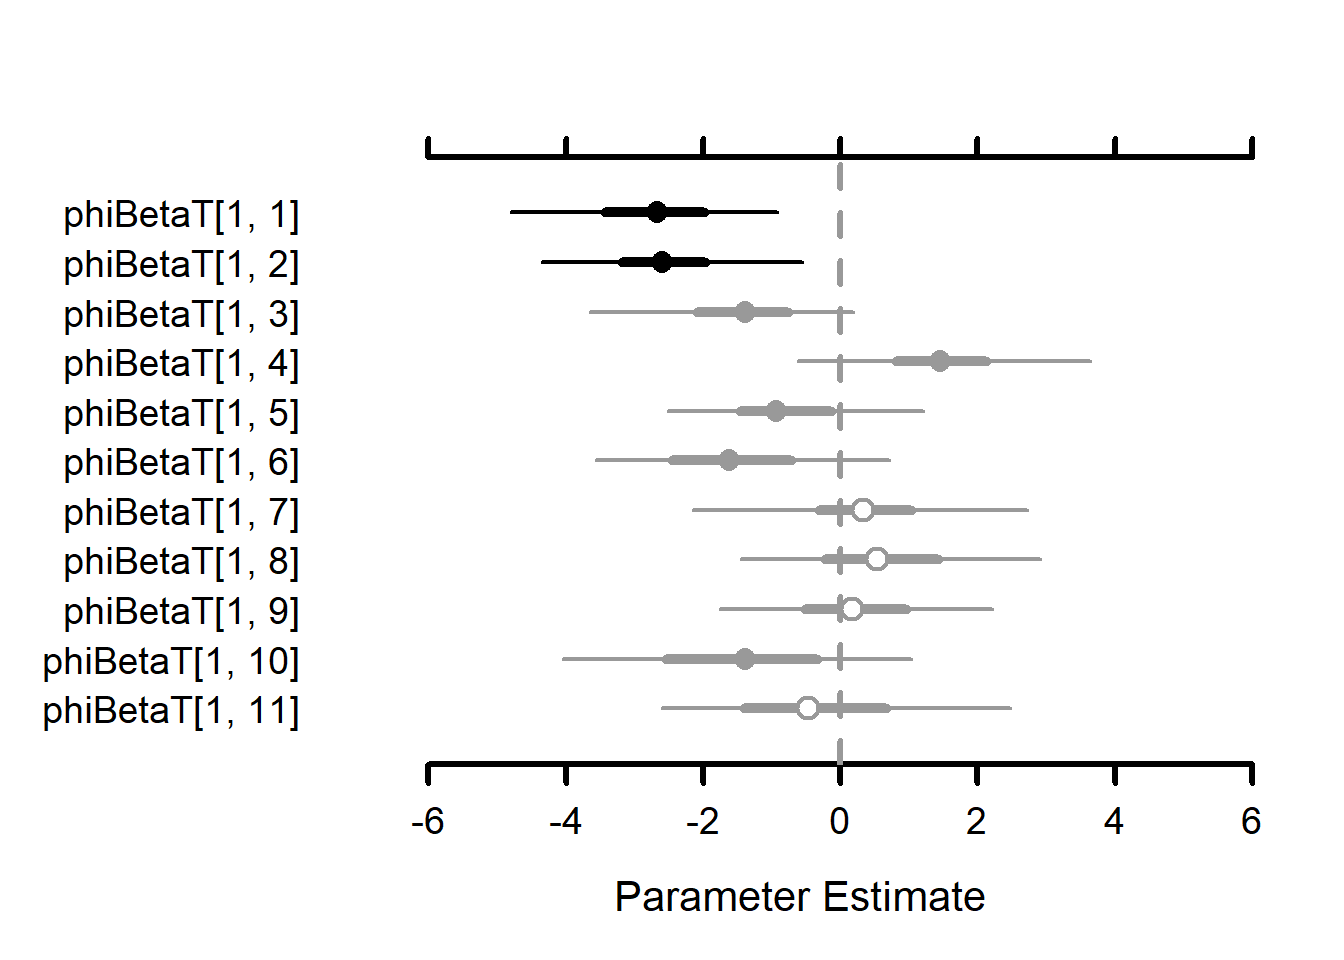 phiBetaT[1, 1]
phiBetaT[1, 2]
phiBetaT[1, 3]
phiBetaT[1, 4]
phiBetaT[1, 5]
phiBetaT[1, 6]
phiBetaT[1, 7]
phiBetaT[1, 8]
phiBetaT[1, 9]
phiBetaT[1, 10]
phiBetaT[1, 11]
-6 -4 -2 0 2 4 6
Parameter Estimate